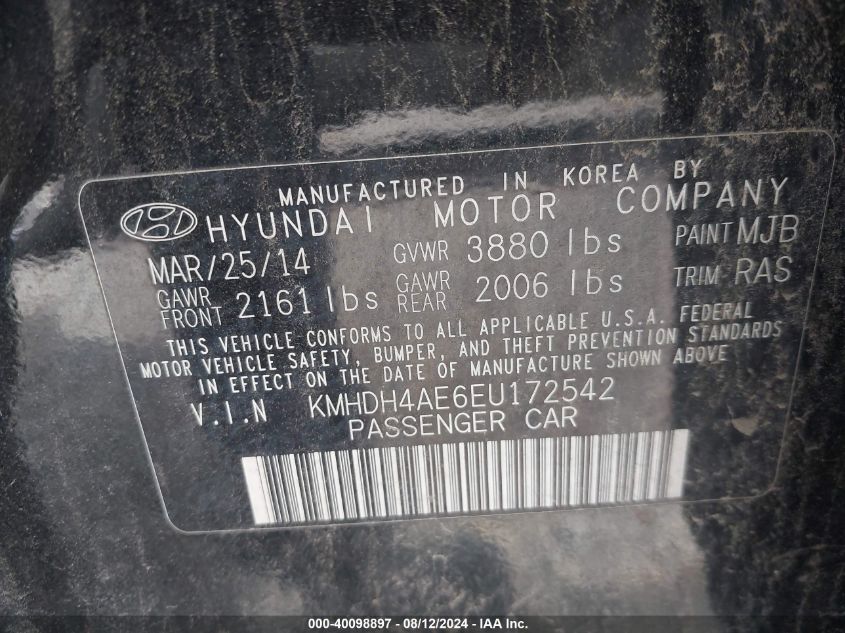 MANUFACTURED IN KOREA BY
HYUNDAI MOTOR COMPANY
MAR/25/14 GVWR 3880 lbs PAINT MJB
GAWR FRONT 2161 lbs GAWR REAR 2006 lbs TRIM RAS
THIS VEHICLE CONFORMS TO ALL APPLICABLE U.S.A. FEDERAL
MOTOR VEHICLE SAFETY, BUMPER, AND THEFT PREVENTION STANDARDS
IN EFFECT ON THE DATE OF MANUFACTURE SHOWN ABOVE
V.I.N KMHDH4AE6EU172542
PASSENGER CAR
000-40098897 - 08/12/2024 - IAA Inc.